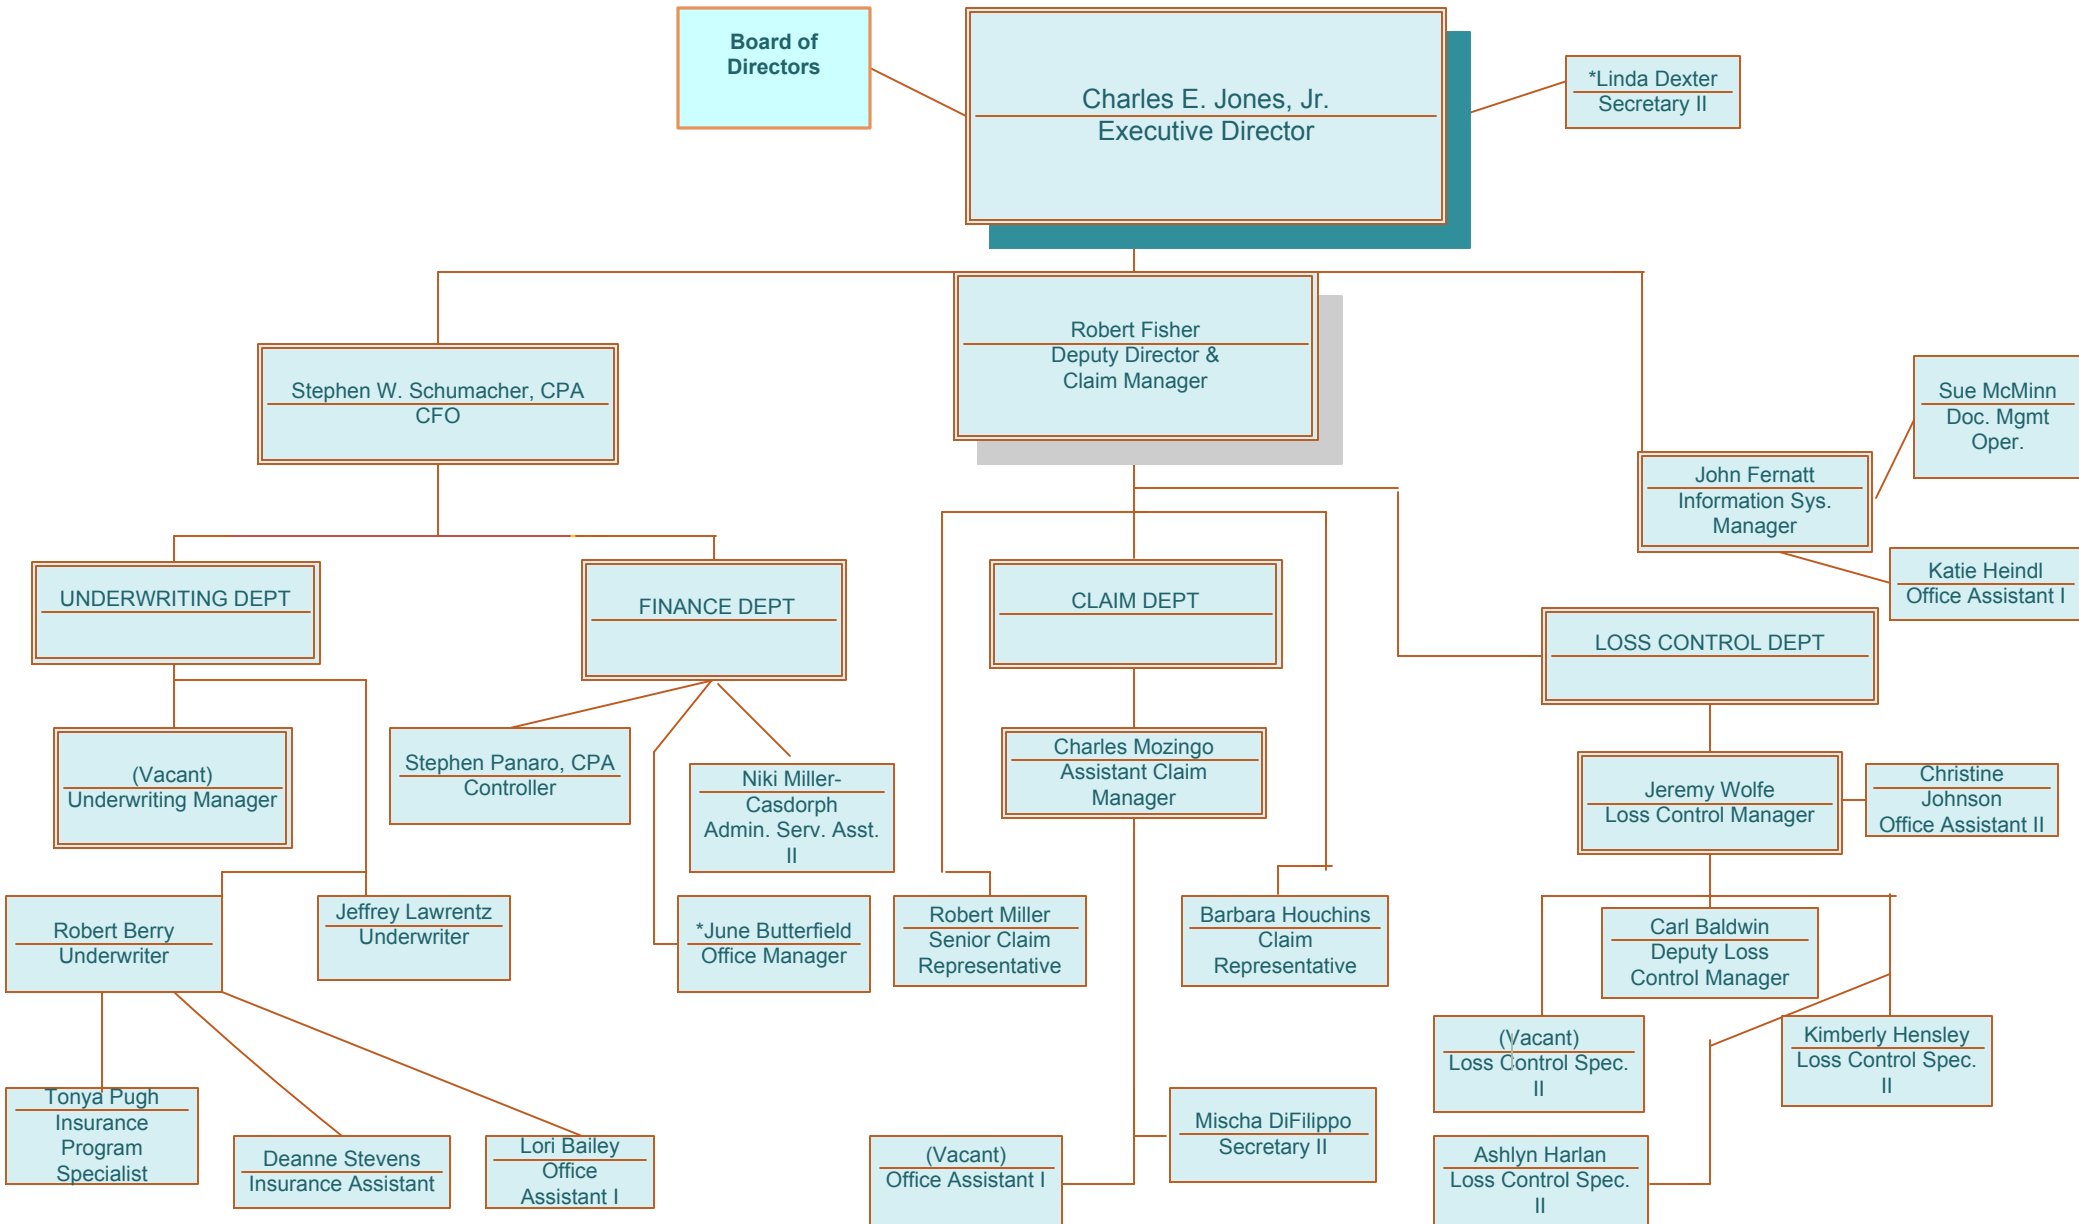 Board of
Directors
Charles E. Jones, Jr.
Executive Director
*Linda Dexter
Secretary II
Robert Fisher
Deputy Director &
Claim Manager
Stephen W. Schumacher, CPA
CFO
Sue McMinn
Doc. Mgmt
Oper.
John Fernatt
Information Sys.
Manager
Katie Heindl
Office Assistant I
UNDERWRITING DEPT
FINANCE DEPT
CLAIM DEPT
LOSS CONTROL DEPT
(Vacant)
Underwriting Manager
Stephen Panaro, CPA
Controller
Niki Miller-
Casdorph
Admin. Serv. Asst.
II
Charles Mozingo
Assistant Claim
Manager
Jeremy Wolfe
Loss Control Manager
Christine
Johnson
Office Assistant II
Robert Berry
Underwriter
Jeffrey Lawrentz
Underwriter
*June Butterfield
Office Manager
Robert Miller
Senior Claim
Representative
Barbara Houchins
Claim
Representative
Carl Baldwin
Deputy Loss
Control Manager
(Vacant)
Loss Control Spec.
II
Kimberly Hensley
Loss Control Spec.
II
Tonya Pugh
Insurance
Program
Specialist
Deanne Stevens
Insurance Assistant
Lori Bailey
Office
Assistant I
(Vacant)
Office Assistant I
Mischa DiFilippo
Secretary II
Ashlyn Harlan
Loss Control Spec.
II